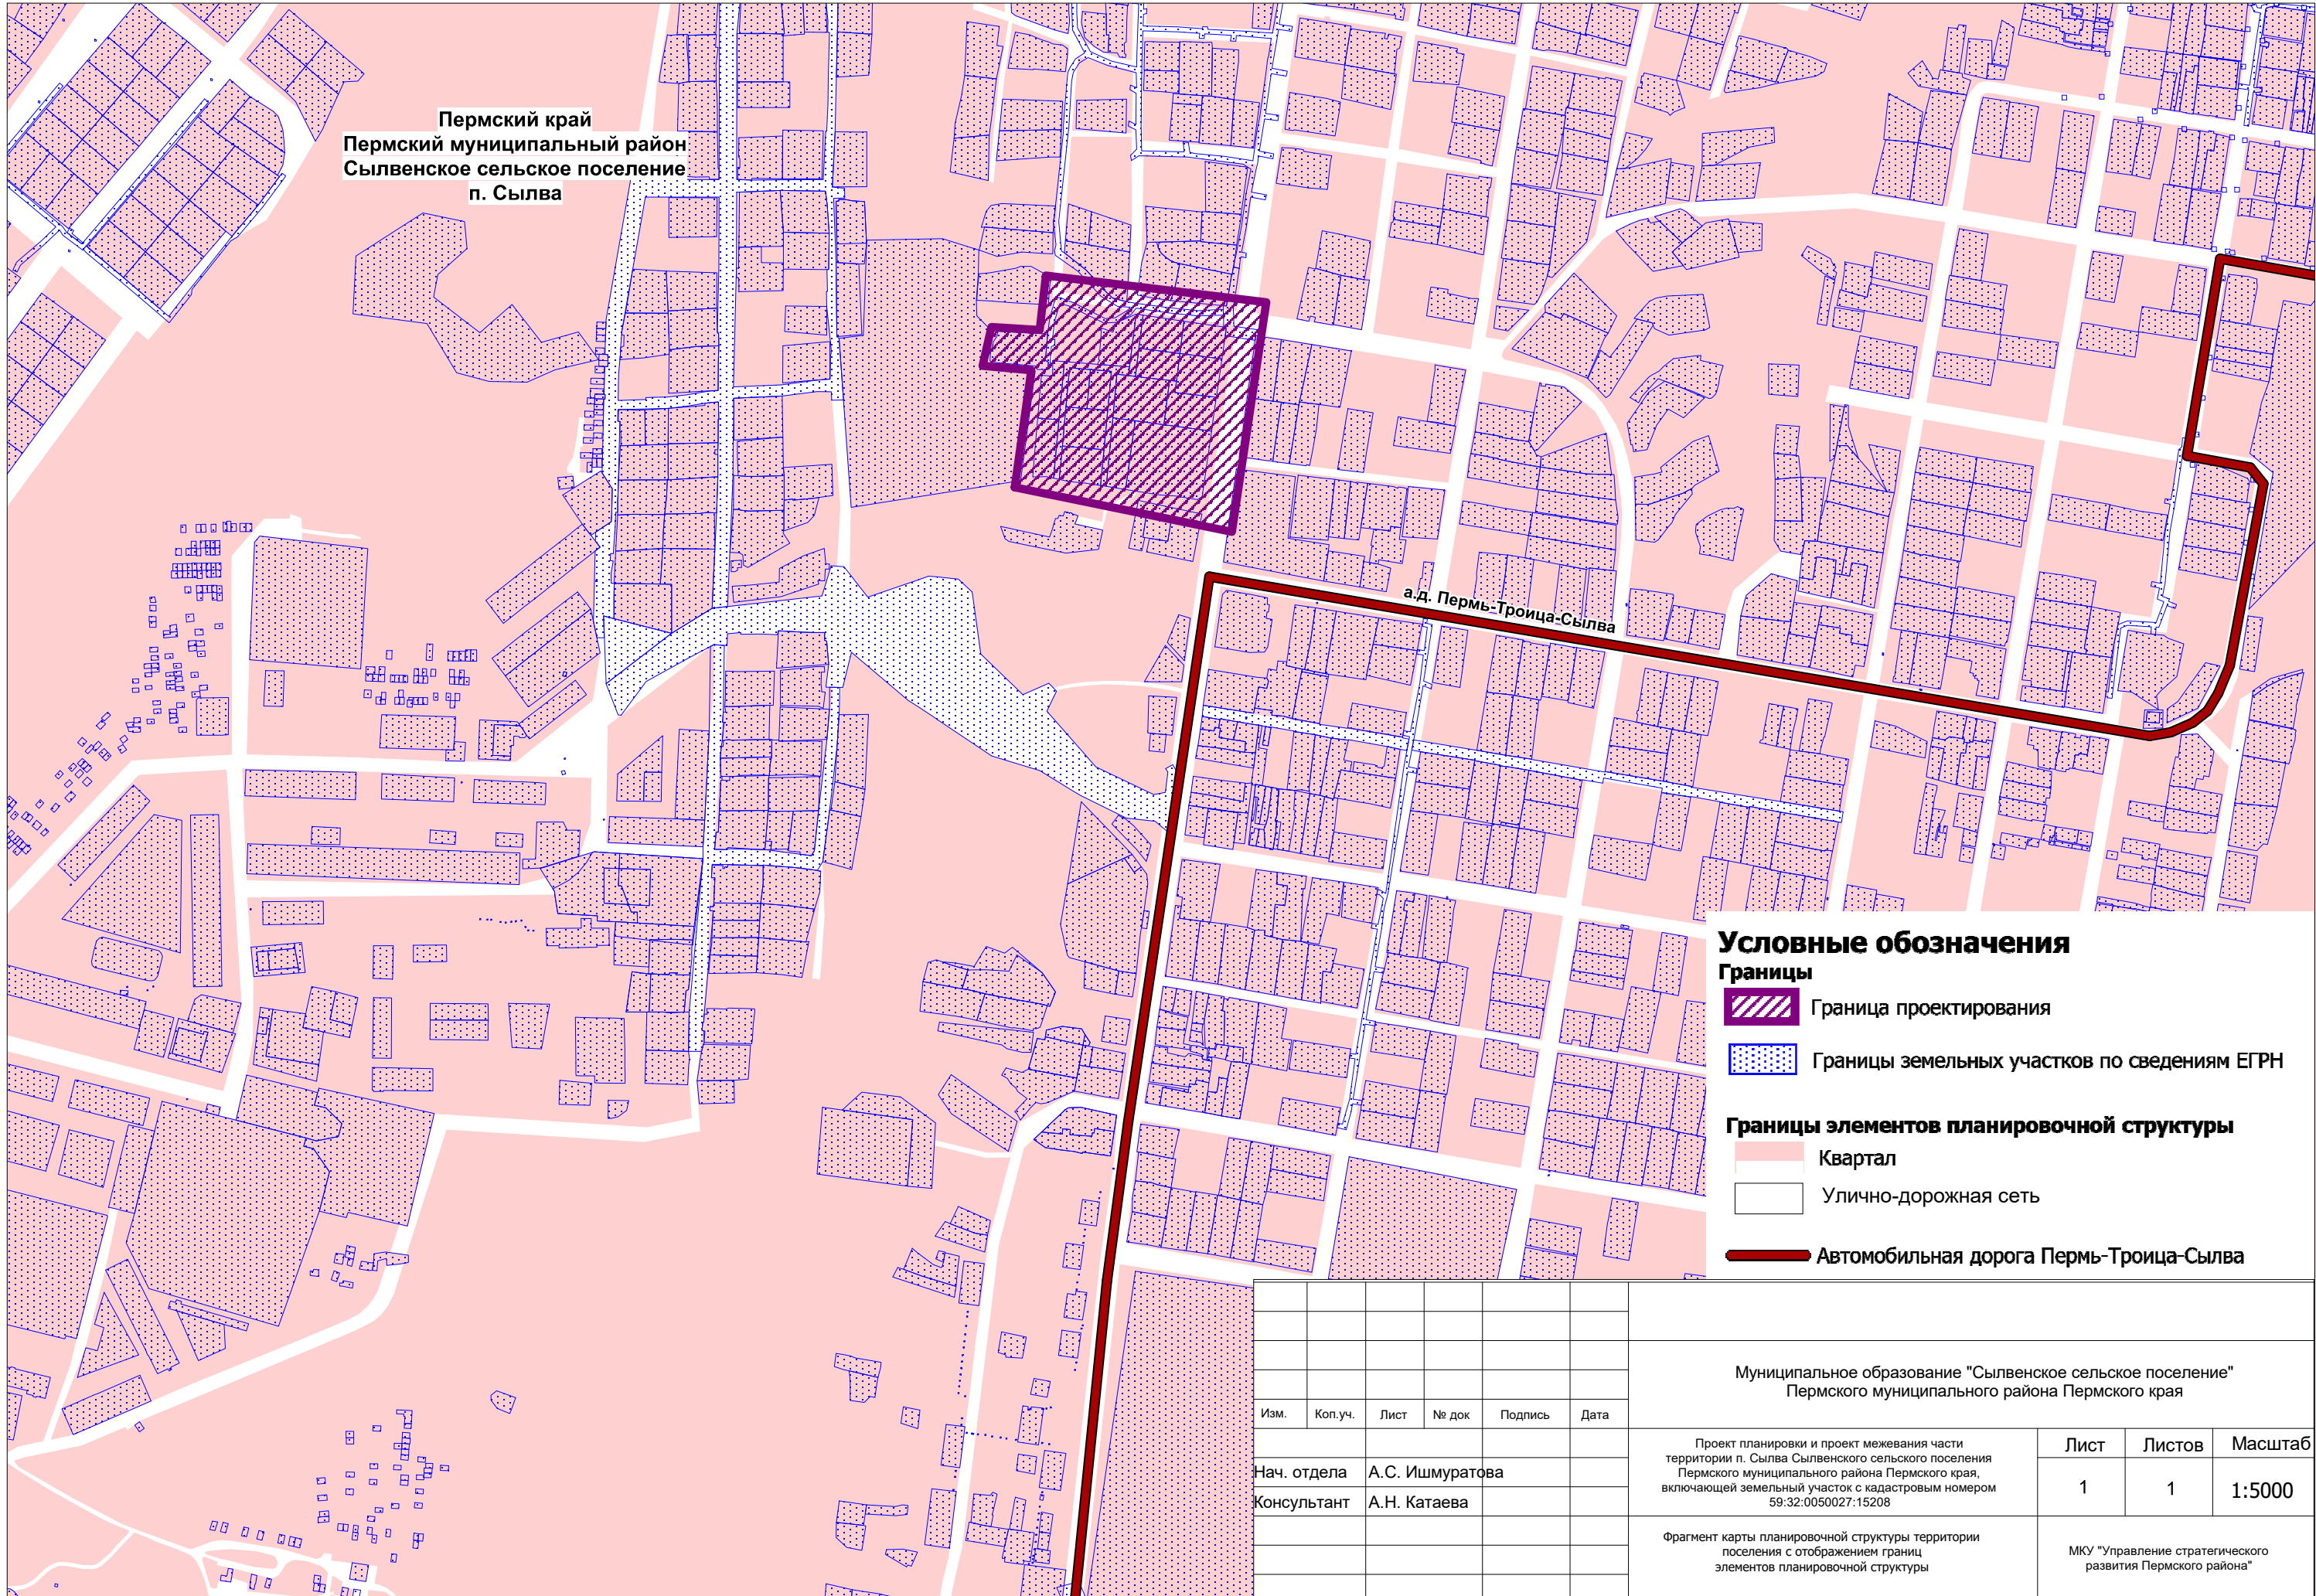 Пермский край
Пермский муниципальный район
Сылвенское сельское поселение
п. Сылва
а.д. Пермь-Троица-Сылва
Условные обозначения
Границы
Граница проектирования
Границы земельных участков по сведениям ЕГРН
Границы элементов планировочной структуры
Квартал
Улично-дорожная сеть
Автомобильная дорога Пермь-Троица-Сылва
Муниципальное образование "Сылвенское сельское поселение"
Пермского муниципального района Пермского края
Изм. Коп.уч. Лист № док Подпись Дата
Проект планировки и проект межевания части
территории п. Сылва Сылвенского сельского поселения
Пермского муниципального района Пермского края,
включающей земельный участок с кадастровым номером
59:32:0050027:15208
Лист Листов Масштаб
1 1 1:5000
Нач. отдела А.С. Ишмуратова
Консультант А.Н. Катаева
Фрагмент карты планировочной структуры территории
поселения с отображением границ
элементов планировочной структуры
МКУ "Управление стратегического
развития Пермского района"